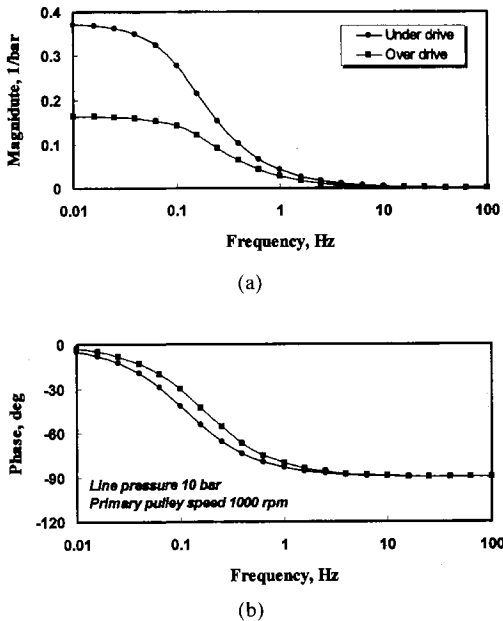 0.4
0.3
0.2
0.1
0
Magnidute, 1/bar
Under drive
Over drive
0.01 0.1 1 10 100
Frequency, Hz
(a)
0
-30
-60
-90
-120
Phase, deg
Line pressure 10 bar
Primary pulley speed 1000 rpm
0.01 0.1 1 10 100
Frequency, Hz
(b)